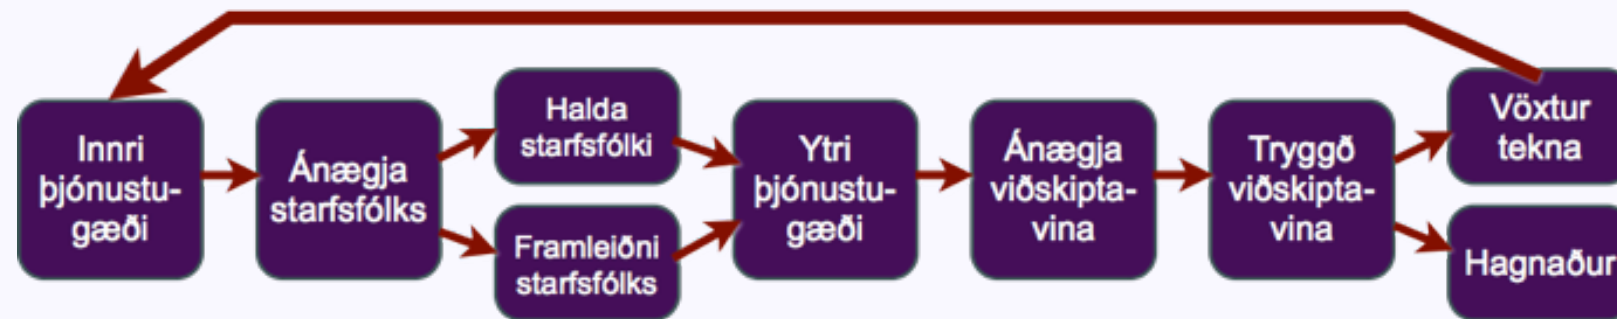 Innri
þjónustu-
gæði
Ánægja
starfsfólks
Halda
starfsfólki
Framleiðni
starfsfólks
Ytri
þjónustu-
gæði
Ánægja
viðskipta-
vina
Tryggð
viðskipta-
vina
Vöxtur
tekna
Hagnaður